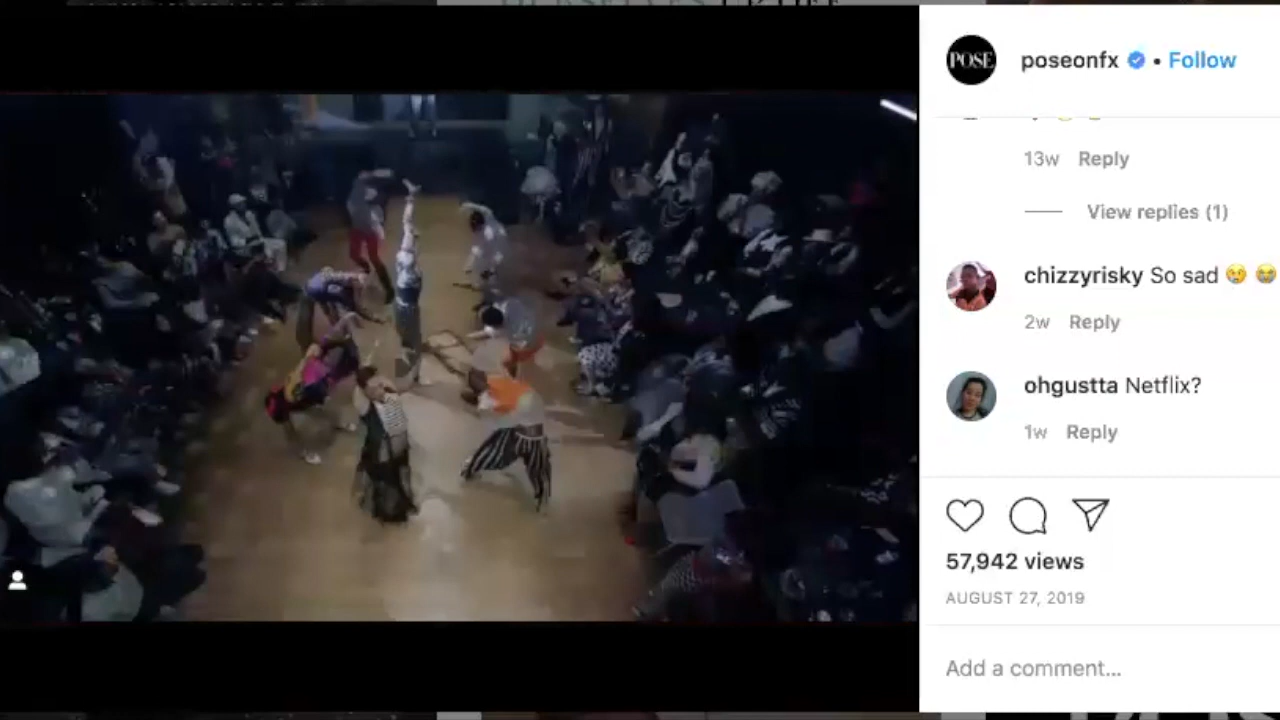 POSE
poseonfx • Follow
13w Reply
View replies (1)
chizzyrisky So sad 😢 😭
2w Reply
ohgustta Netflix?
1w Reply
57,942 views
AUGUST 27, 2019
Add a comment...